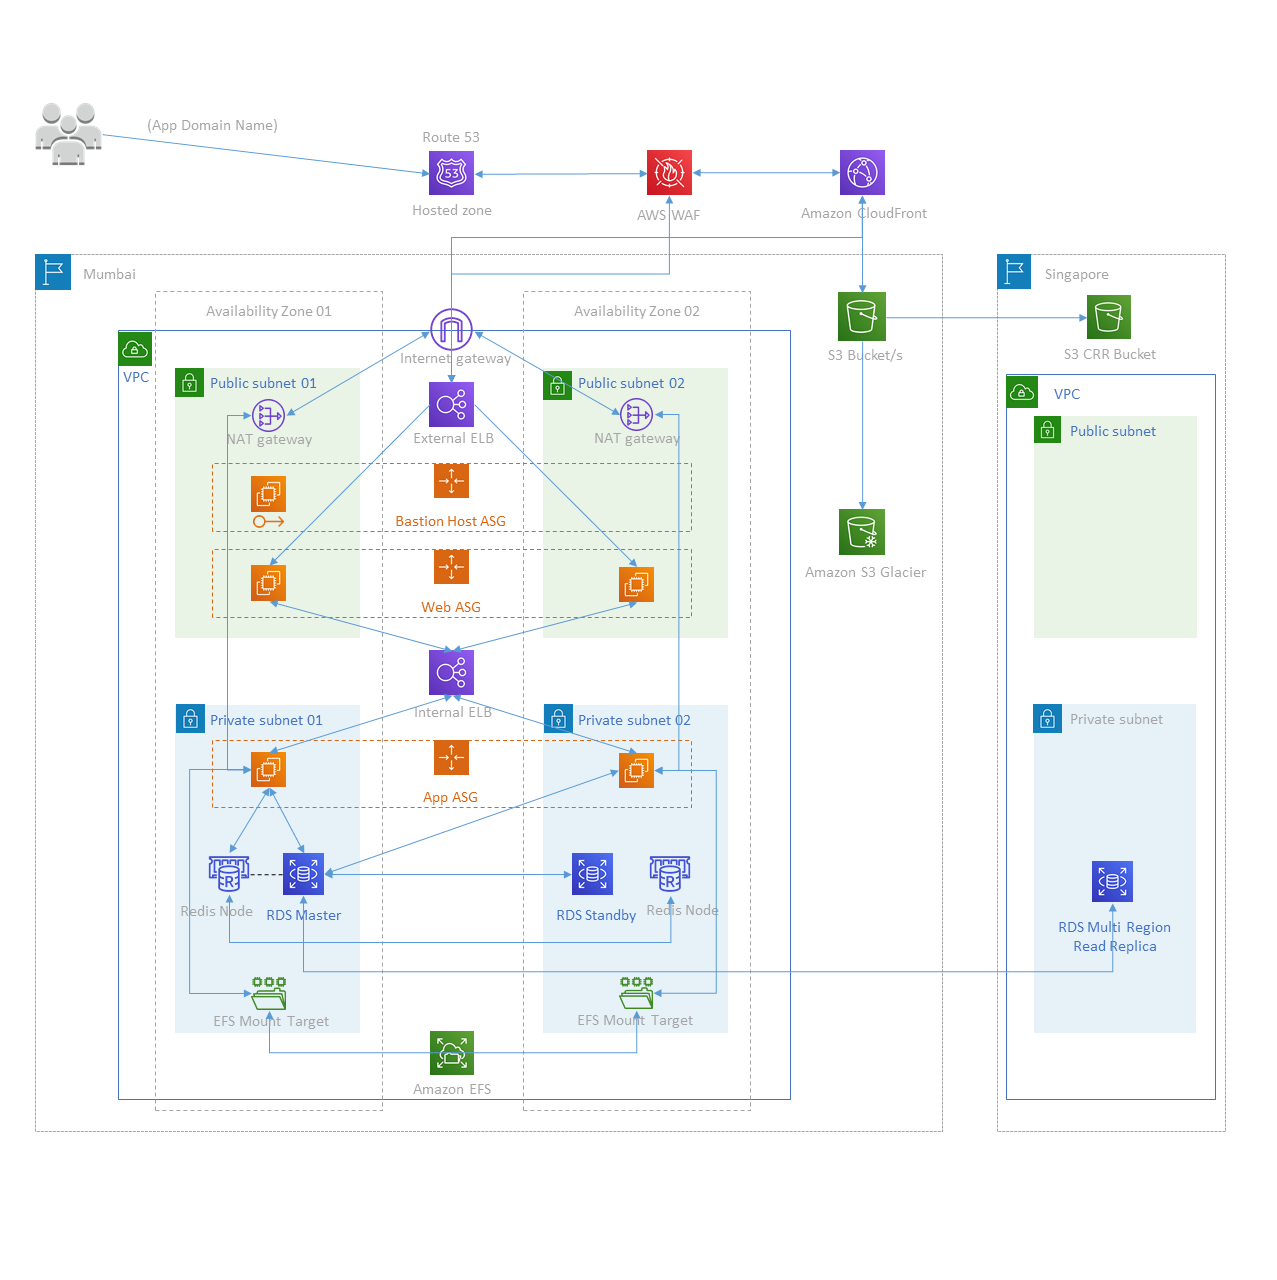 (App Domain Name)
Route 53
53
Hosted zone
AWS WAF
Amazon CloudFront
Mumbai
Singapore
Availability Zone 01
Availability Zone 02
Internet gateway
S3 Bucket/s
S3 CRR Bucket
VPC
VPC
Public subnet 01
Public subnet 02
Public subnet
NAT gateway
External ELB
NAT gateway
Bastion Host ASG
Amazon S3 Glacier
Web ASG
Internal ELB
Private subnet 01
Private subnet 02
Private subnet
App ASG
R
R
Redis Node
RDS Master
RDS Standby
Redis Node
RDS Multi Region
Read Replica
EFS Mount Target
EFS Mount Target
Amazon EFS